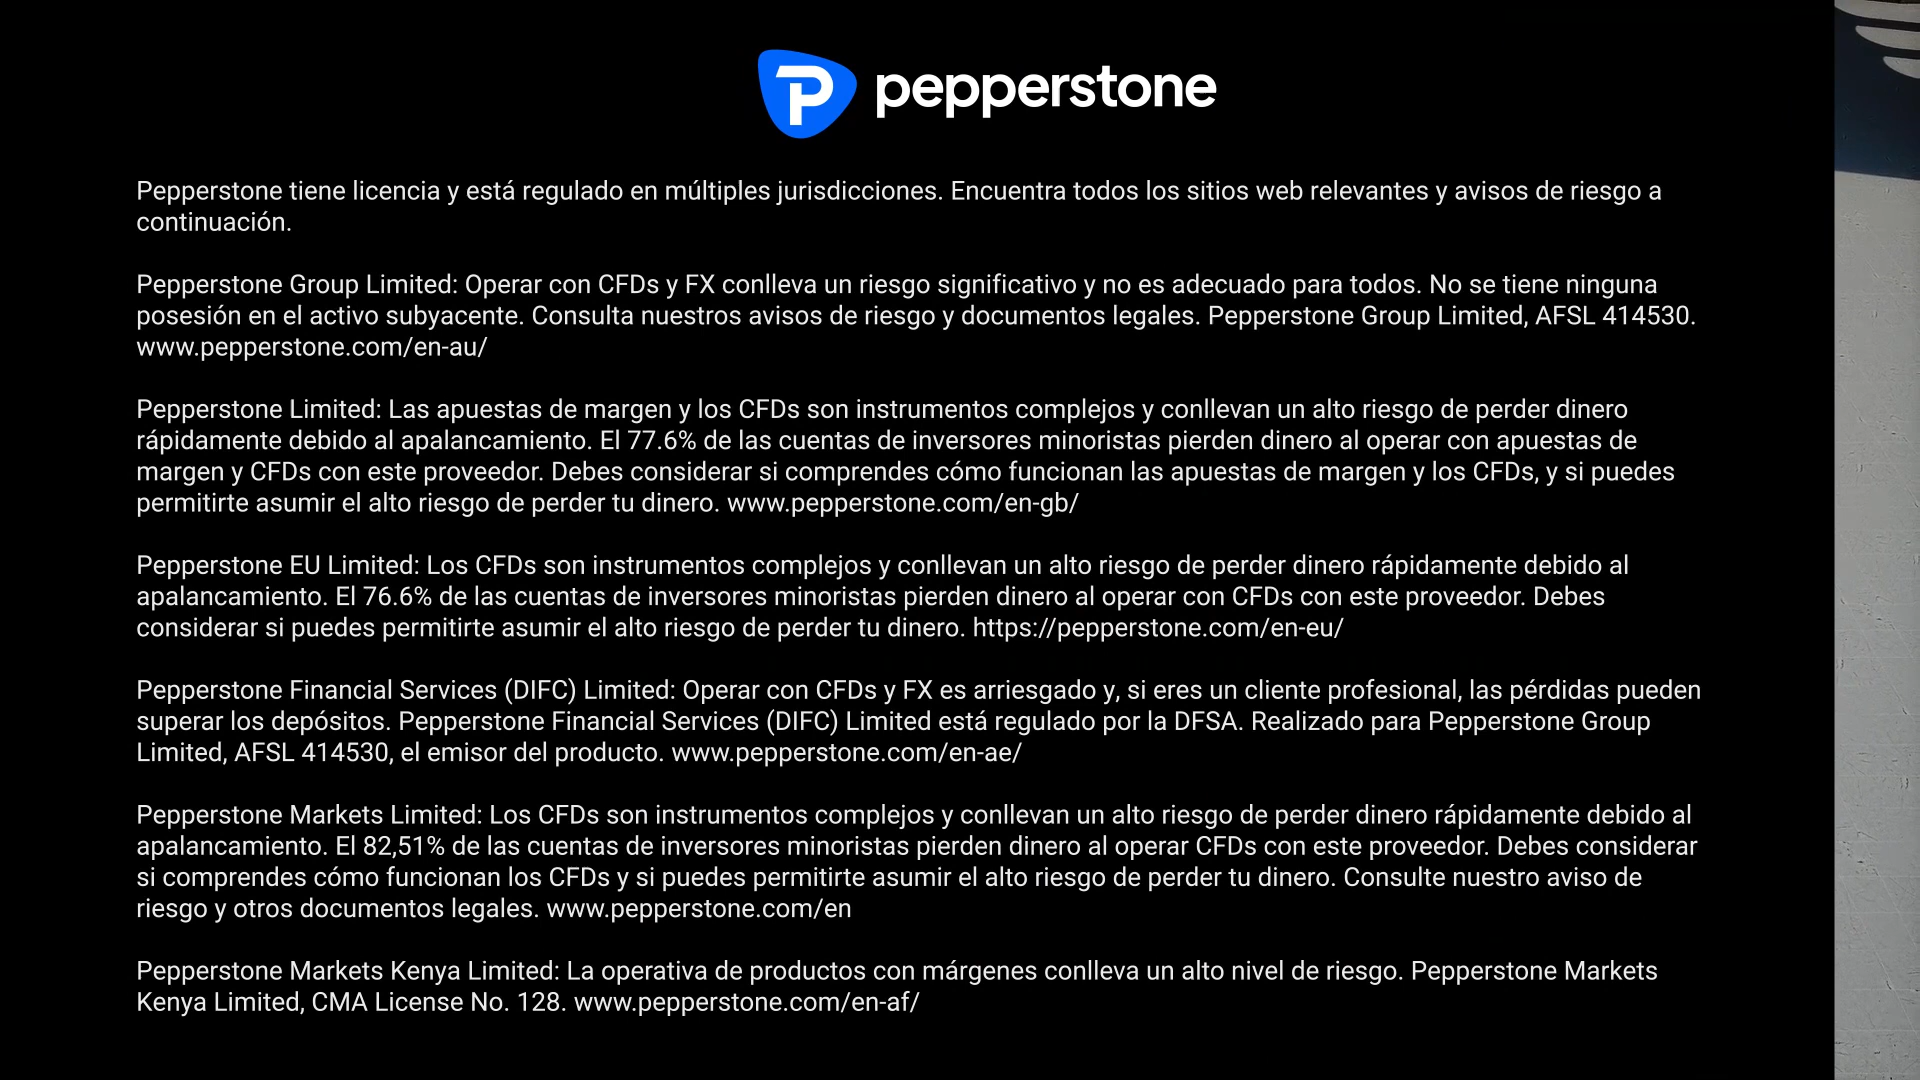 pepperstone
Pepperstone tiene licencia y está regulado en múltiples jurisdicciones. Encuentra todos los sitios web relevantes y avisos de riesgo a
continuación.
Pepperstone Group Limited: Operar con CFDs y FX conlleva un riesgo significativo y no es adecuado para todos. No se tiene ninguna
posesión en el activo subyacente. Consulta nuestros avisos de riesgo y documentos legales. Pepperstone Group Limited, AFSL 414530.
www.pepperstone.com/en-au/
Pepperstone Limited: Las apuestas de margen y los CFDs son instrumentos complejos y conllevan un alto riesgo de perder dinero
rápidamente debido al apalancamiento. El 77.6% de las cuentas de inversores minoristas pierden dinero al operar con apuestas de
margen y CFDs con este proveedor. Debes considerar si comprendes cómo funcionan las apuestas de margen y los CFDs, y si puedes
permitirte asumir el alto riesgo de perder tu dinero. www.pepperstone.com/en-gb/
Pepperstone EU Limited: Los CFDs son instrumentos complejos y conllevan un alto riesgo de perder dinero rápidamente debido al
apalancamiento. El 76.6% de las cuentas de inversores minoristas pierden dinero al operar con CFDs con este proveedor. Debes
considerar si puedes permitirte asumir el alto riesgo de perder tu dinero. https://pepperstone.com/en-eu/
Pepperstone Financial Services (DIFC) Limited: Operar con CFDs y FX es arriesgado y, si eres un cliente profesional, las pérdidas pueden
superar los depósitos. Pepperstone Financial Services (DIFC) Limited está regulado por la DFSA. Realizado para Pepperstone Group
Limited, AFSL 414530, el emisor del producto. www.pepperstone.com/en-ae/
Pepperstone Markets Limited: Los CFDs son instrumentos complejos y conllevan un alto riesgo de perder dinero rápidamente debido al
apalancamiento. El 82,51% de las cuentas de inversores minoristas pierden dinero al operar CFDs con este proveedor. Debes considerar
si comprendes cómo funcionan los CFDs y si puedes permitirte asumir el alto riesgo de perder tu dinero. Consulte nuestro aviso de
riesgo y otros documentos legales. www.pepperstone.com/en
Pepperstone Markets Kenya Limited: La operativa de productos con márgenes conlleva un alto nivel de riesgo. Pepperstone Markets
Kenya Limited, CMA License No. 128. www.pepperstone.com/en-af/